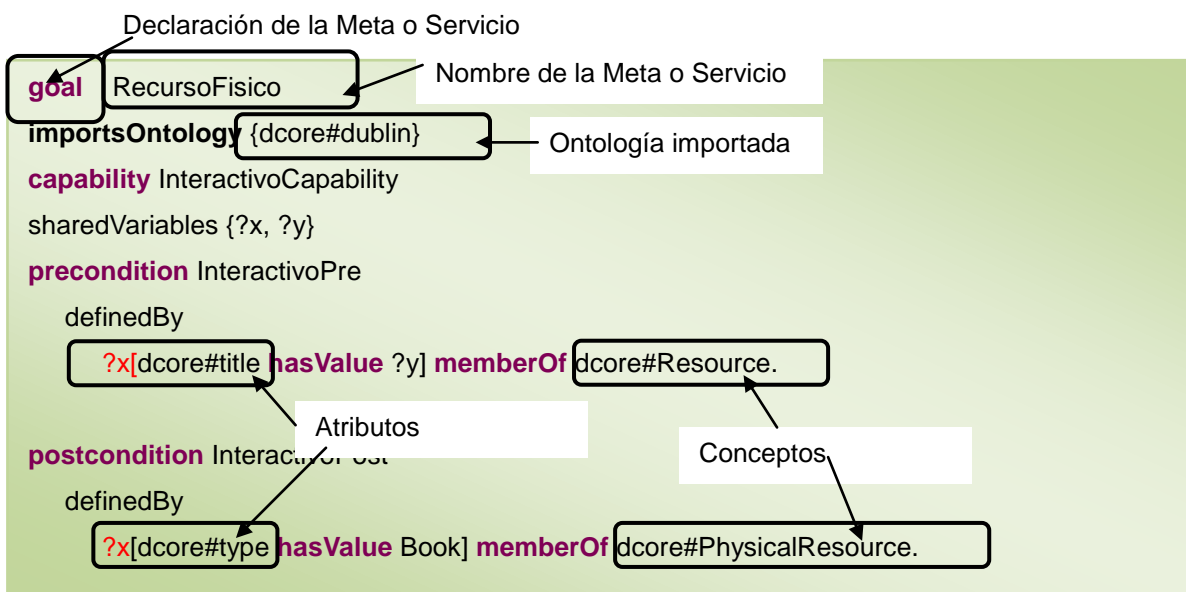 Declaración de la Meta o Servicio
goal RecursoFisico
Nombre de la Meta o Servicio
importsOntology {dcore#dublin}
Ontología importada
capability InteractivoCapability
sharedVariables {?x, ?y}
precondition InteractivoPre
definedBy
?x[dcore#title hasValue ?y] memberOf dcore#Resource.
Atributos
Conceptos
postcondition InteractivoPost
definedBy
?x[dcore#type hasValue Book] memberOf dcore#PhysicalResource.